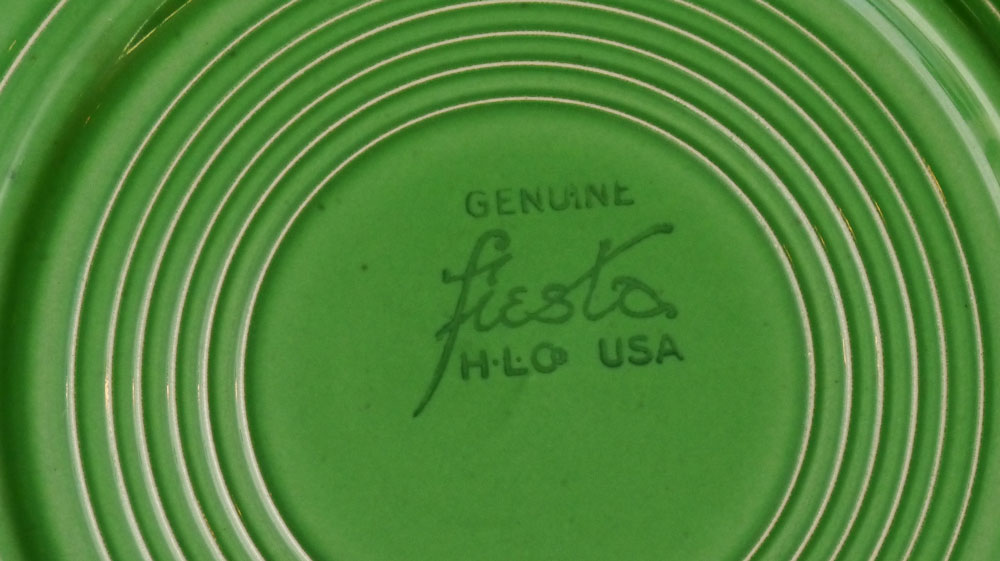 GENUINE
fiesta
H·L·Co USA